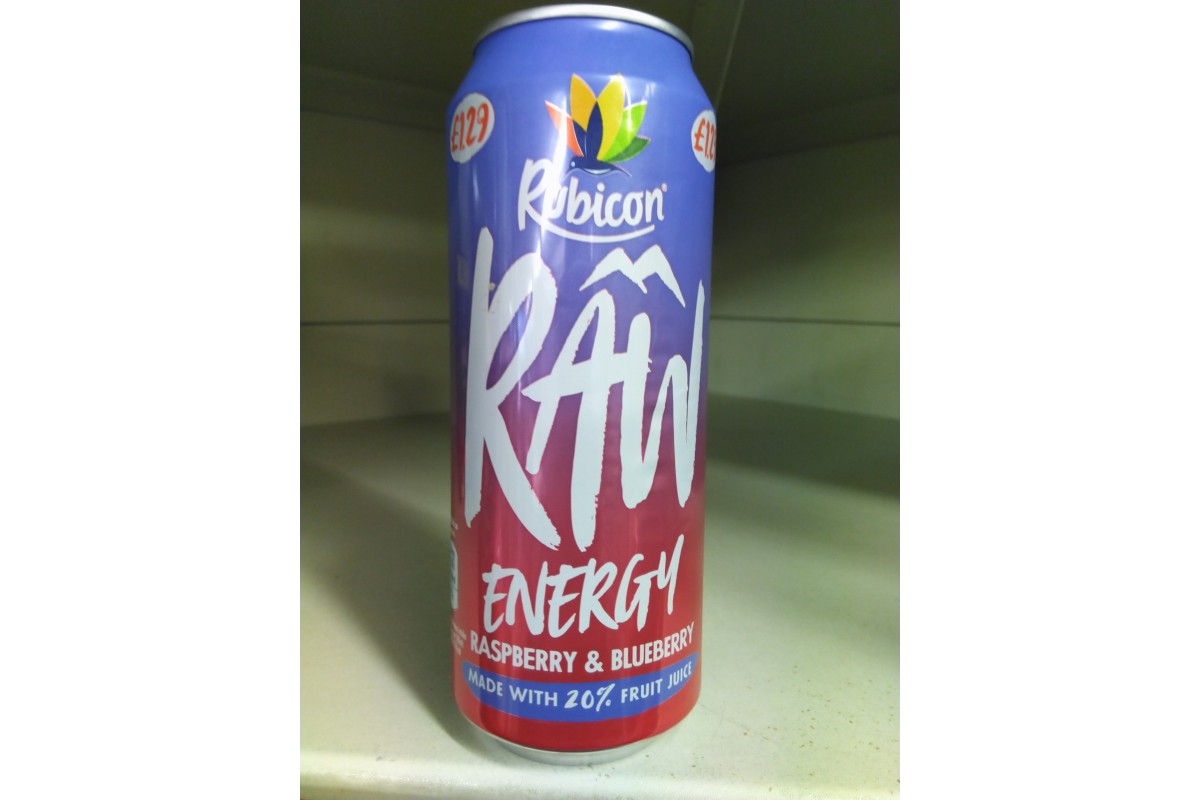 £1.29
Rubicon
RAW
ENERGY
RASPBERRY & BLUEBERRY
MADE WITH 20% FRUIT JUICE